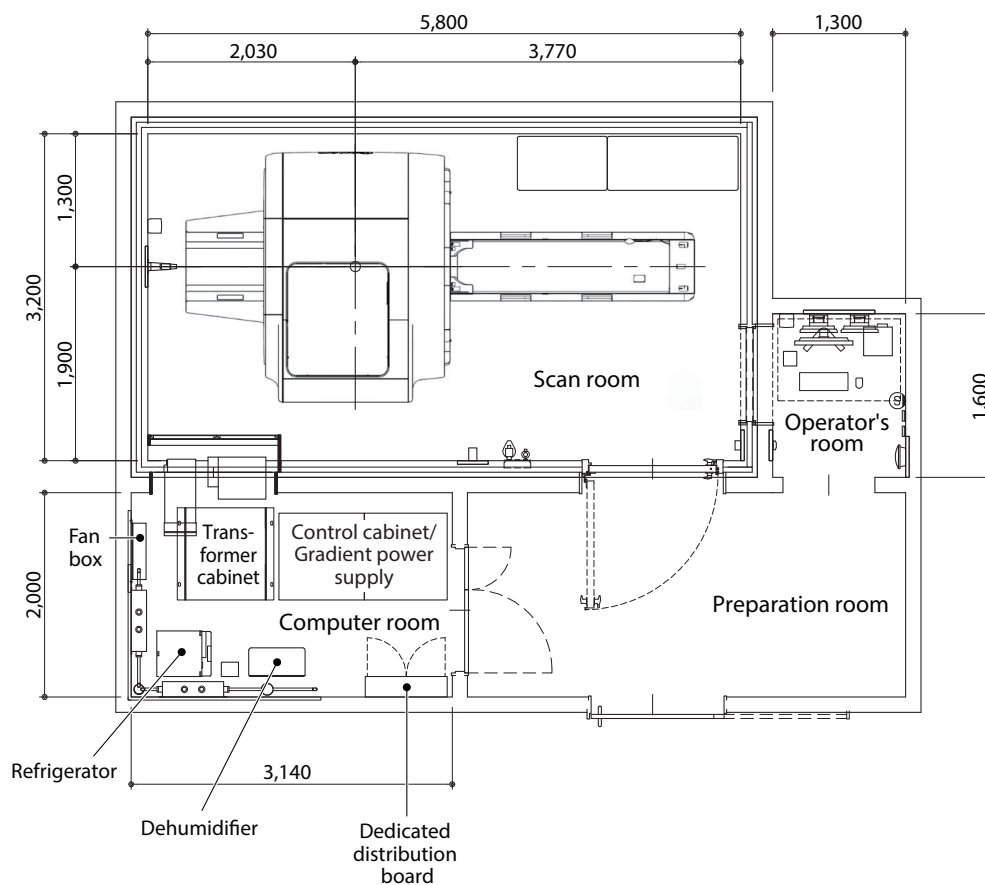 5,800
1,300
2,030
3,770
1,300
3,200
1,900
Scan room
1,600
Operator's
room
Fan
box
Trans-
former
cabinet
Control cabinet/
Gradient power
supply
2,000
Computer room
Preparation room
Refrigerator
3,140
Dehumidifier
Dedicated
distribution
board